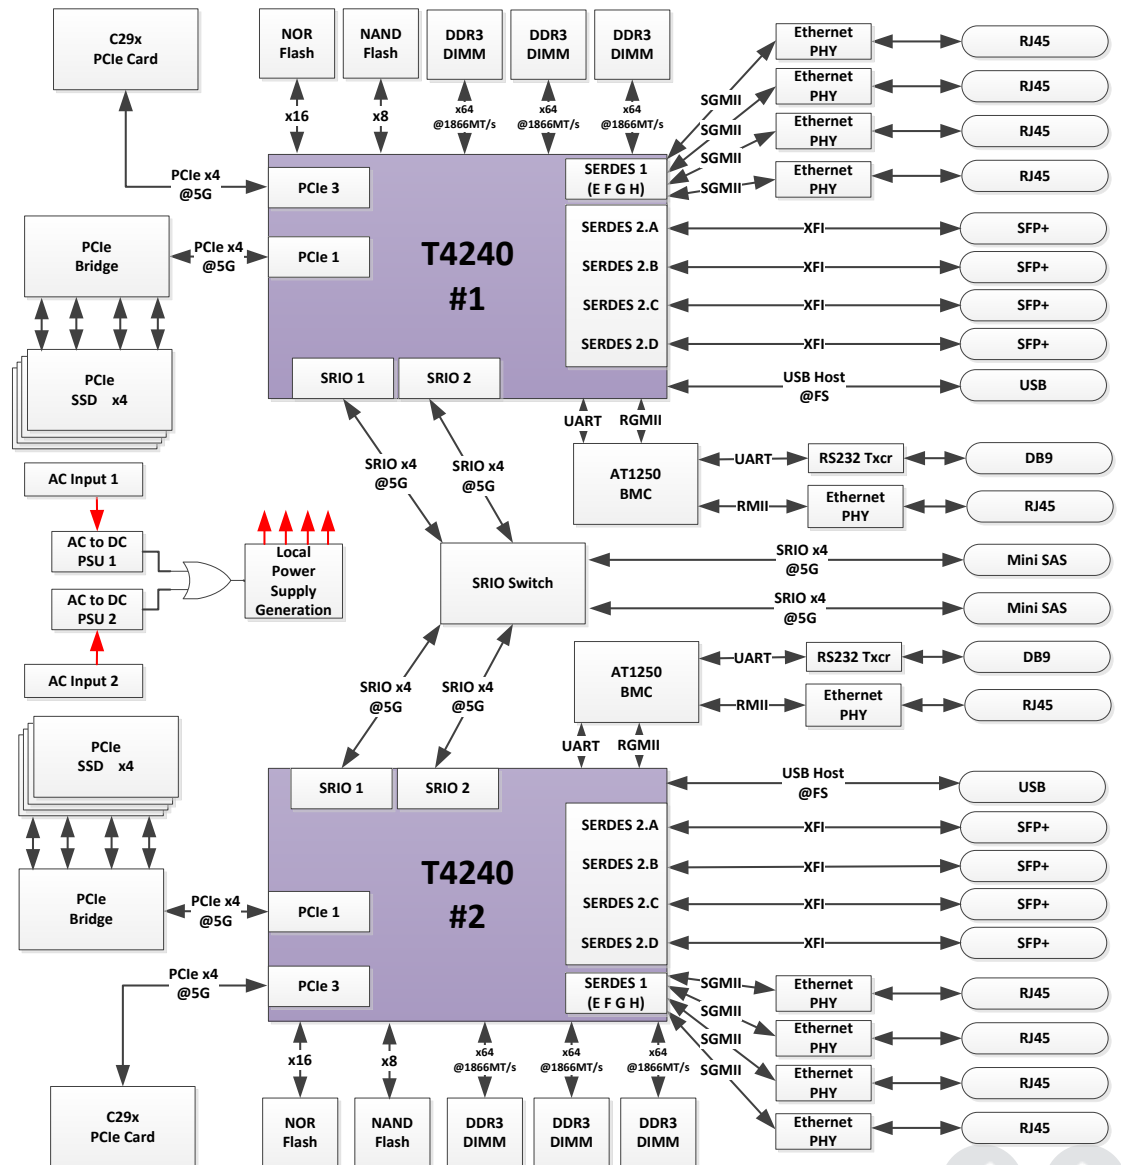 C29x
PCIe Card
NOR
Flash
NAND
Flash
DDR3
DIMM
DDR3
DIMM
DDR3
DIMM
Ethernet
PHY
RJ45
Ethernet
PHY
RJ45
Ethernet
PHY
RJ45
Ethernet
PHY
RJ45
x16
x8
x64
@1866MT/s
x64
@1866MT/s
x64
@1866MT/s
SGMII
SGMII
SGMII
SGMII
PCIe x4
@5G
PCIe 3
SERDES 1
(E F G H)
PCIe
Bridge
PCIe x4
@5G
PCIe 1
T4240
#1
SERDES 2.A
XFI
SFP+
SERDES 2.B
XFI
SFP+
SERDES 2.C
XFI
SFP+
SERDES 2.D
XFI
SFP+
PCIe
SSD x4
SRIO 1
SRIO 2
USB Host
@FS
USB
UART
RGMII
SRIO x4
@5G
SRIO x4
@5G
AT1250
BMC
UART
RS232 Txcr
DB9
RMII
Ethernet
PHY
RJ45
AC Input 1
AC to DC
PSU 1
AC to DC
PSU 2
AC Input 2
Local
Power
Supply
Generation
SRIO Switch
SRIO x4
@5G
Mini SAS
SRIO x4
@5G
Mini SAS
AT1250
BMC
UART
RS232 Txcr
DB9
RMII
Ethernet
PHY
RJ45
SRIO x4
@5G
SRIO x4
@5G
UART
RGMII
PCIe
SSD x4
SRIO 1
SRIO 2
USB Host
@FS
USB
T4240
#2
SERDES 2.A
XFI
SFP+
SERDES 2.B
XFI
SFP+
SERDES 2.C
XFI
SFP+
SERDES 2.D
XFI
SFP+
PCIe
Bridge
PCIe x4
@5G
PCIe 1
PCIe x4
@5G
PCIe 3
SERDES 1
(E F G H)
SGMII
SGMII
SGMII
SGMII
Ethernet
PHY
RJ45
Ethernet
PHY
RJ45
Ethernet
PHY
RJ45
Ethernet
PHY
RJ45
x16
x8
x64
@1866MT/s
x64
@1866MT/s
x64
@1866MT/s
C29x
PCIe Card
NOR
Flash
NAND
Flash
DDR3
DIMM
DDR3
DIMM
DDR3
DIMM